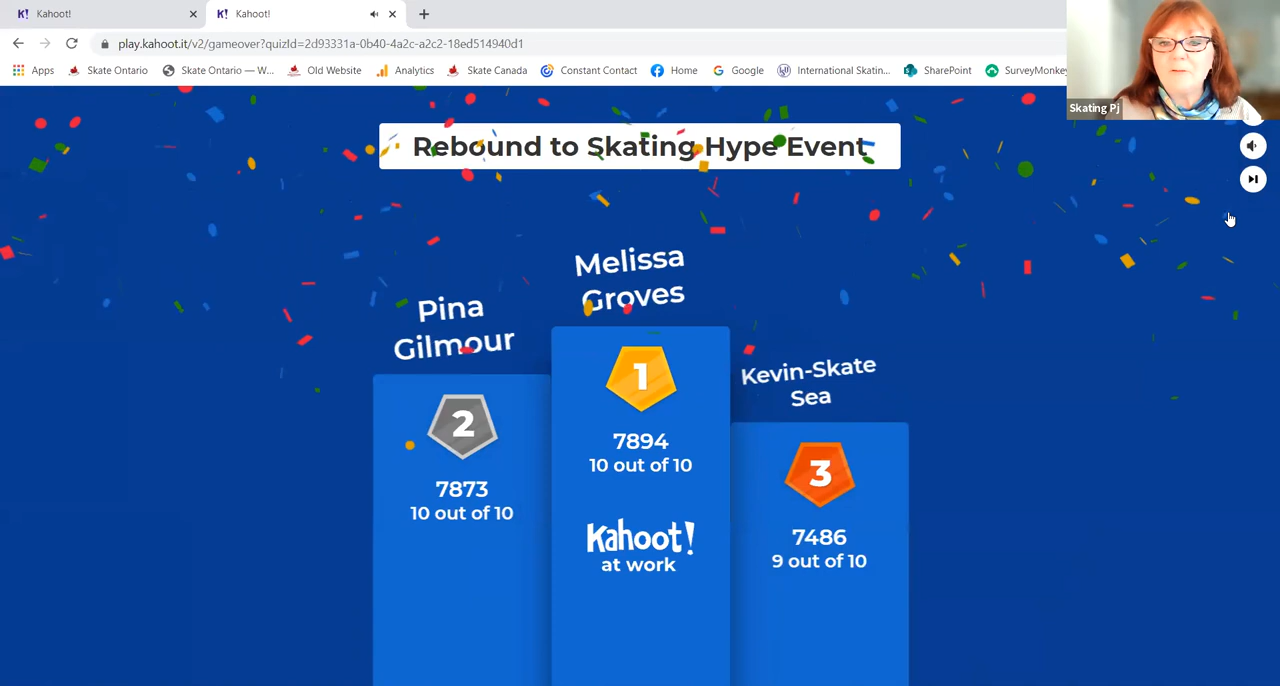 Kahoot!
Kahoot!
play.kahoot.it/v2/gameover?quizId=2d93331a-0b40-4a2c-a2c2-18ed514940d1
Apps
Skate Ontario
Skate Ontario — W...
Old Website
Analytics
Skate Canada
Constant Contact
Home
Google
International Skatin...
SharePoint
SurveyMonkey
Skating Pj
Rebound to Skating Hype Event
Melissa
Groves
Pina
Gilmour
Kevin-Skate
Sea
1
7894
10 out of 10
2
7873
10 out of 10
3
7486
9 out of 10
Kahoot!
at work